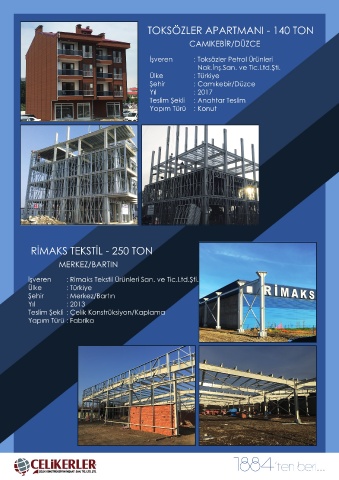 TOKSÖZLER APARTMANI - 140 TON
CAMIKEBİR/DÜZCE
İşveren : Toksözler Petrol Ürünleri
Nak.İnş.San. ve Tic.Ltd.Şti.
Ülke : Türkiye
Şehir : Camıkebir/Düzce
Yıl : 2017
Teslim Şekli : Anahtar Teslim
Yapım Türü : Konut
RİMAKS TEKSTİL - 250 TON
MERKEZ/BARTIN
İşveren : Rimaks Tekstil Ürünleri San. ve Tic.Ltd.Şti.
Ülke : Türkiye
Şehir : Merkez/Bartın
Yıl : 2013
Teslim Şekli : Çelik Konstrüksiyon/Kaplama
Yapım Türü : Fabrika
RİMAKS
ÇELİKERLER
1884'ten beri...